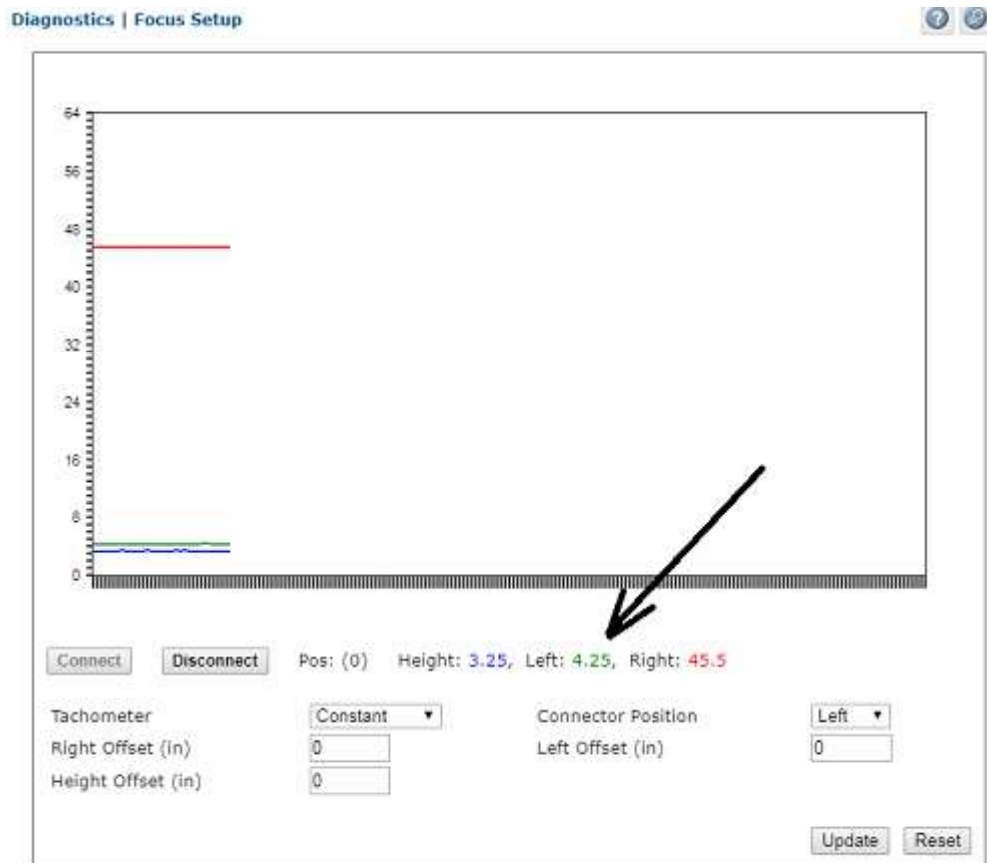 Diagnostics | Focus Setup
64
56
48
40
32
24
16
8
0
Connect Disconnect Pos: (0) Height: 3.25, Left: 4.25, Right: 45.5
Tachometer Constant Connector Position Left
Right Offset (in) 0 Left Offset (in) 0
Height Offset (in) 0
Update Reset